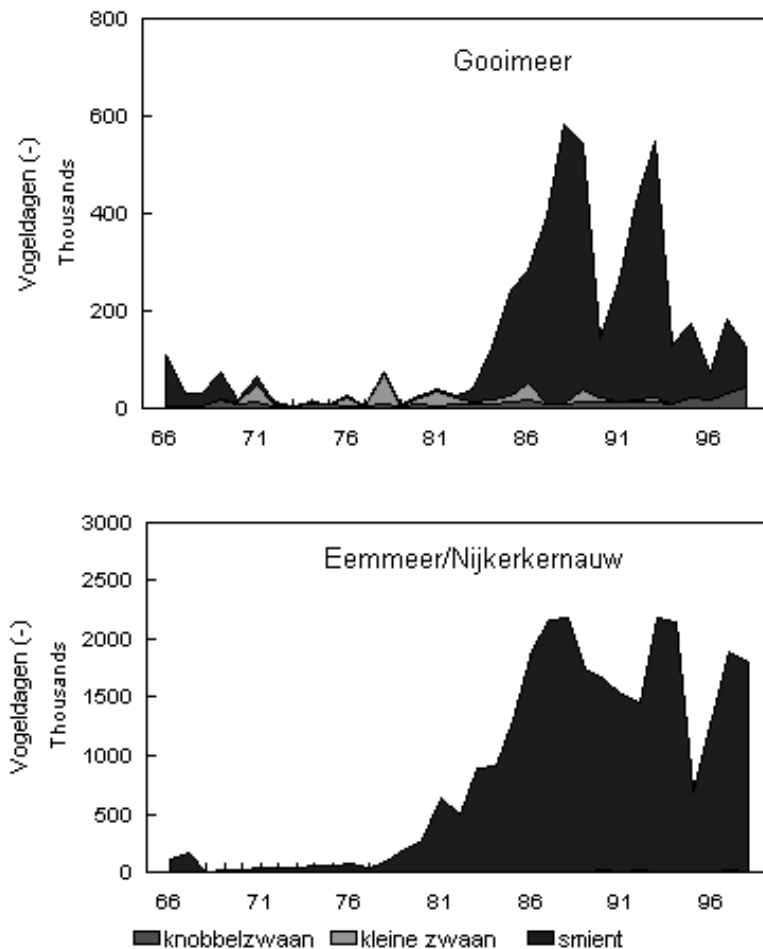 Gooimeer
Vogeldagen (-)
Thousands
800
600
400
200
0
66 71 76 81 86 91 96
Eemmeer/Nijkerkernauw
Vogeldagen (-)
Thousands
3000
2500
2000
1500
1000
500
0
66 71 76 81 86 91 96
knobbelzwaan kleine zwaan smient